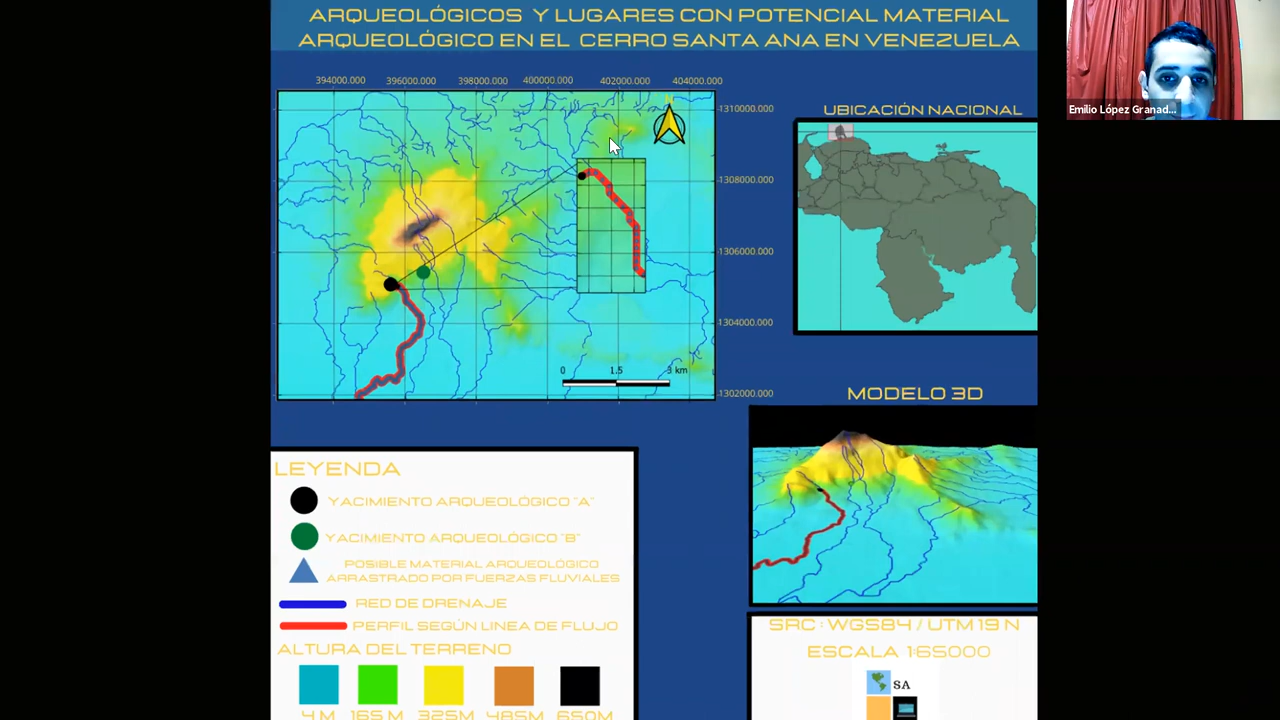 ARQUEOLÓGICOS Y LUGARES CON POTENCIAL MATERIAL
ARQUEOLÓGICO EN EL CERRO SANTA ANA EN VENEZUELA
Emilio López Granad...
394000.000 396000.000 398000.000 400000.000 402000.000 404000.000
N
1310000.000
1308000.000
1306000.000
1304000.000
1302000.000
0 1.5 3 km
UBICACIÓN NACIONAL
MODELO 3D
LEYENDA
YACIMIENTO ARQUEOLÓGICO "A"
YACIMIENTO ARQUEOLÓGICO "B"
POSIBLE MATERIAL ARQUEOLÓGICO
ARRASTRADO POR FUERZAS FLUVIALES
RED DE DRENAJE
PERFIL SEGÚN LINEA DE FLUJO
ALTURA DEL TERRENO
4 M 165 M 325M 485M 650M
SRC : WGS84 / UTM 19 N
ESCALA 1:65000
SA